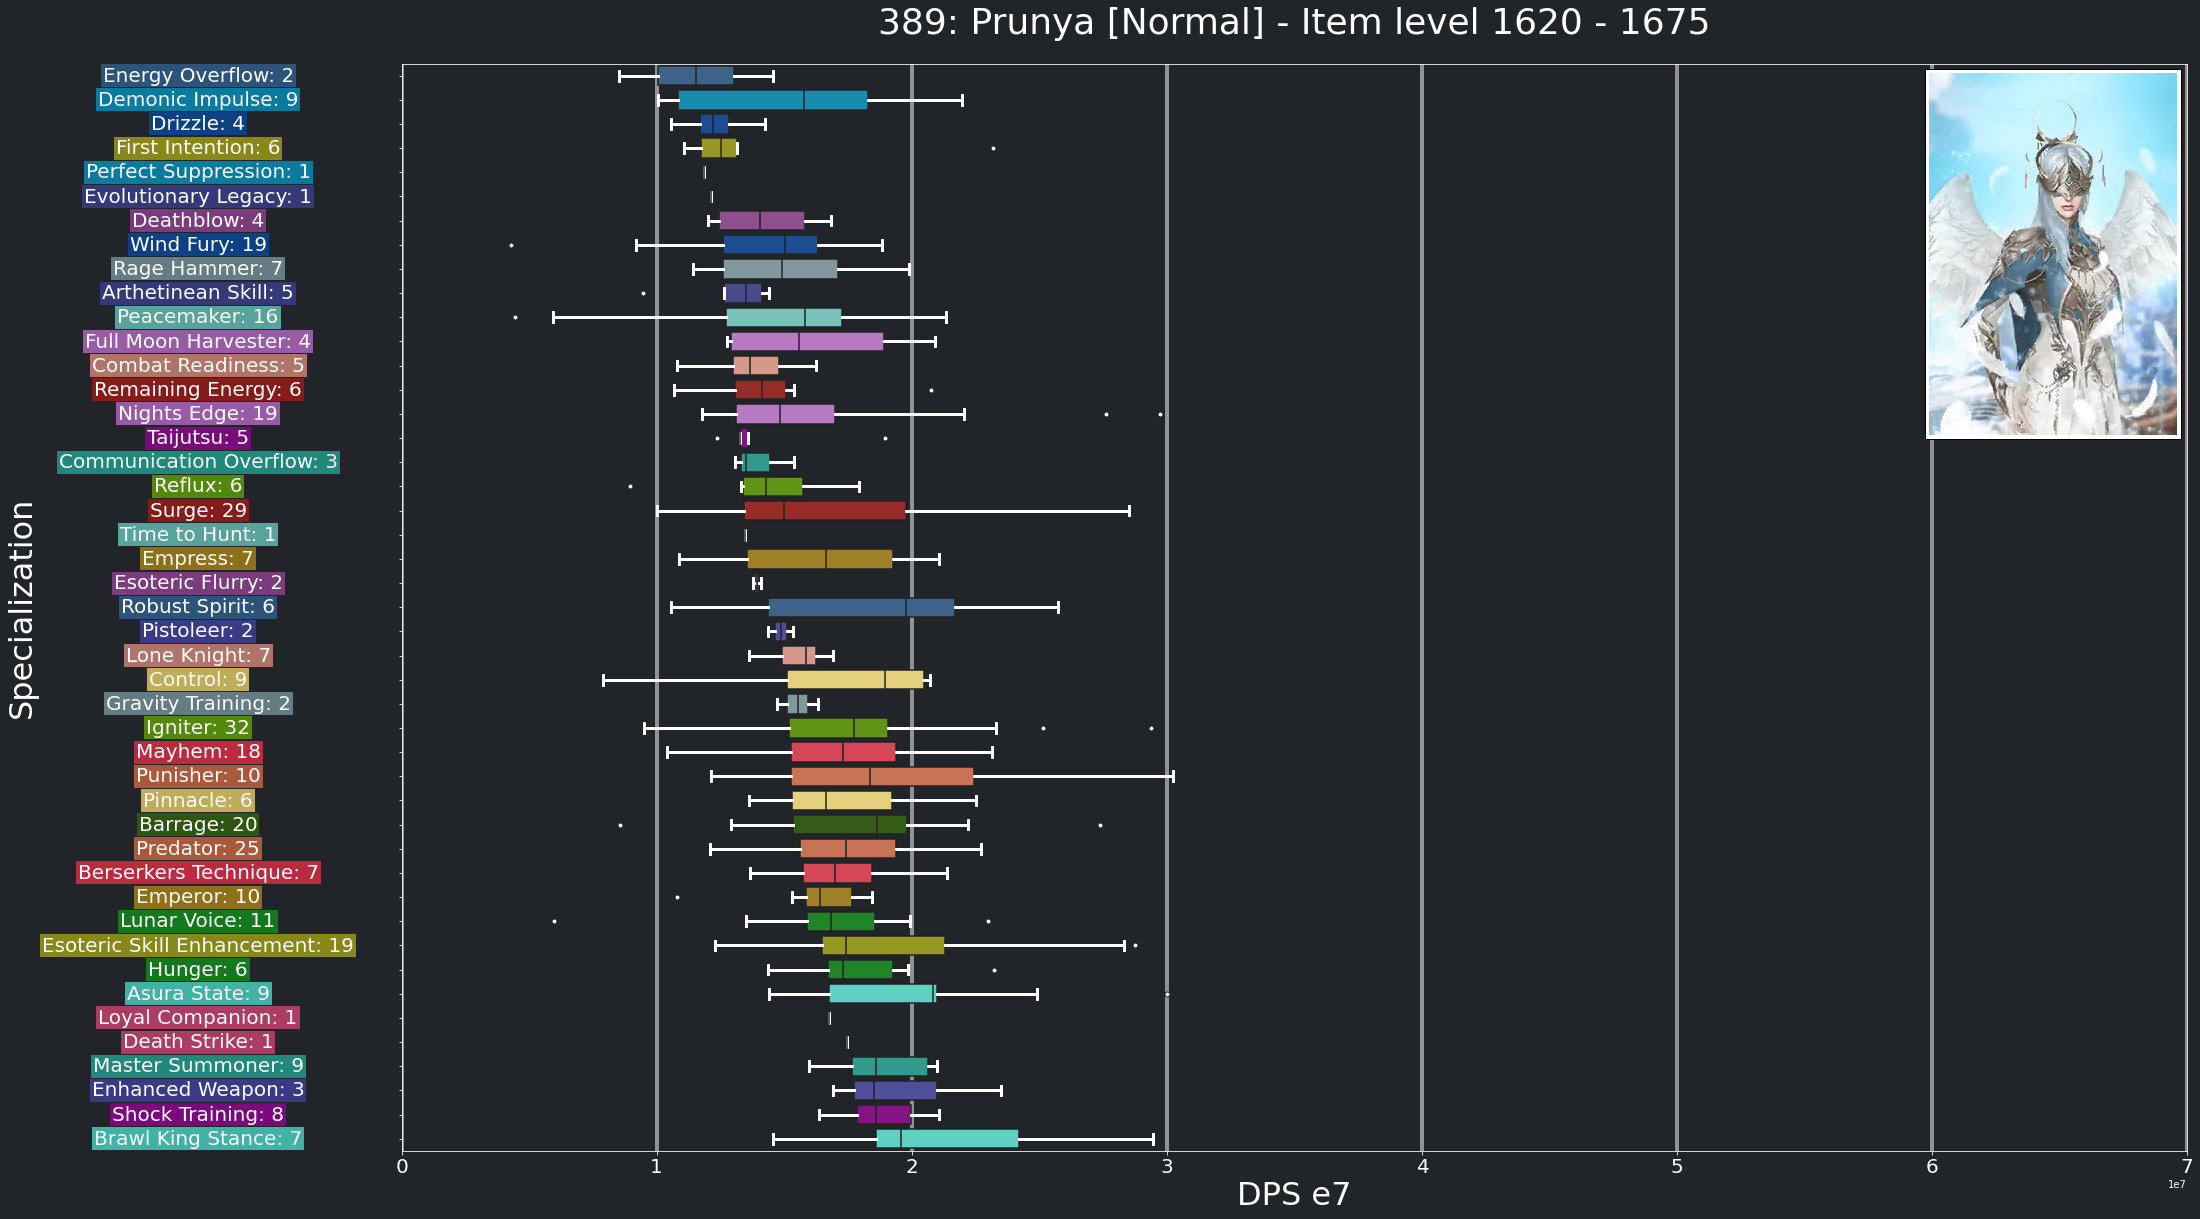 389: Prunya [Normal] - Item level 1620 - 1675
Specialization
Energy Overflow: 2
Demonic Impulse: 9
Drizzle: 4
First Intention: 6
Perfect Suppression: 1
Evolutionary Legacy: 1
Deathblow: 4
Wind Fury: 19
Rage Hammer: 7
Arthetinean Skill: 5
Peacemaker: 16
Full Moon Harvester: 4
Combat Readiness: 5
Remaining Energy: 6
Nights Edge: 19
Taijutsu: 5
Communication Overflow: 3
Reflux: 6
Surge: 29
Time to Hunt: 1
Empress: 7
Esoteric Flurry: 2
Robust Spirit: 6
Pistoleer: 2
Lone Knight: 7
Control: 9
Gravity Training: 2
Igniter: 32
Mayhem: 18
Punisher: 10
Pinnacle: 6
Barrage: 20
Predator: 25
Berserkers Technique: 7
Emperor: 10
Lunar Voice: 11
Esoteric Skill Enhancement: 19
Hunger: 6
Asura State: 9
Loyal Companion: 1
Death Strike: 1
Master Summoner: 9
Enhanced Weapon: 3
Shock Training: 8
Brawl King Stance: 7
0 1 2 3 4 5 6 7
1e7
DPS e7